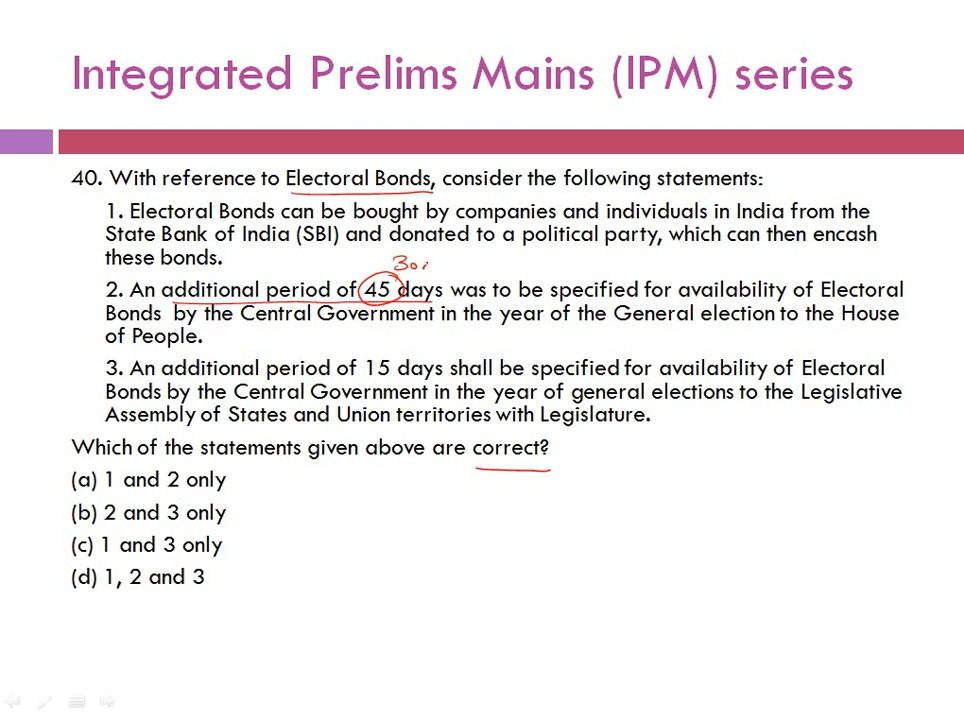 Integrated Prelims Mains (IPM) series
40. With reference to Electoral Bonds, consider the following statements:
1. Electoral Bonds can be bought by companies and individuals in India from the
State Bank of India (SBI) and donated to a political party, which can then encash
these bonds.
30
2. An additional period of 45 days was to be specified for availability of Electoral
Bonds by the Central Government in the year of the General election to the House
of People.
3. An additional period of 15 days shall be specified for availability of Electoral
Bonds by the Central Government in the year of general elections to the Legislative
Assembly of States and Union territories with Legislature.
Which of the statements given above are correct?
(a) 1 and 2 only
(b) 2 and 3 only
(c) 1 and 3 only
(d) 1, 2 and 3